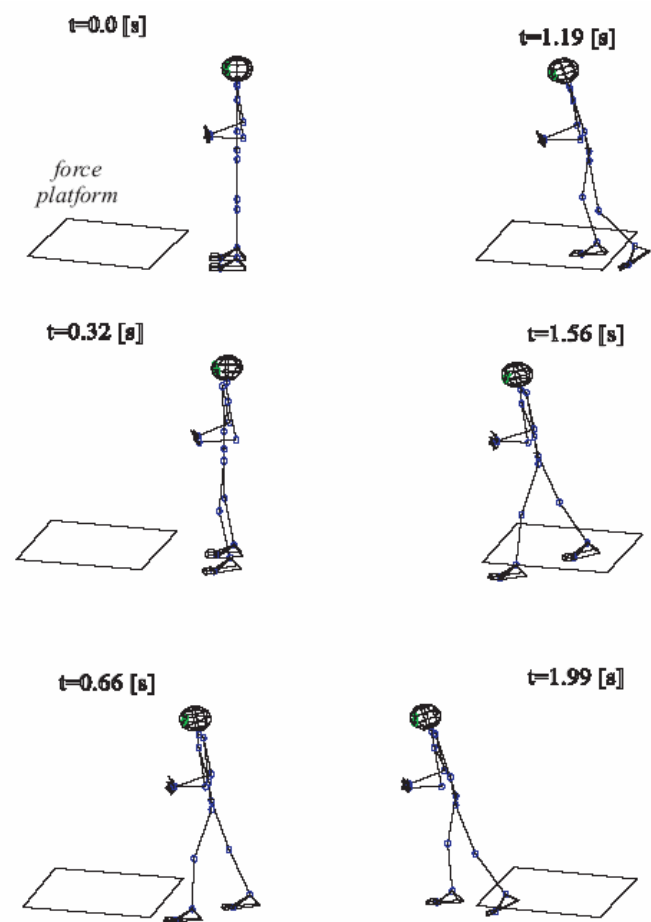 t=0.0 [s]
t=1.19 [s]
force
platform
t=0.32 [s]
t=1.56 [s]
t=0.66 [s]
t=1.99 [s]